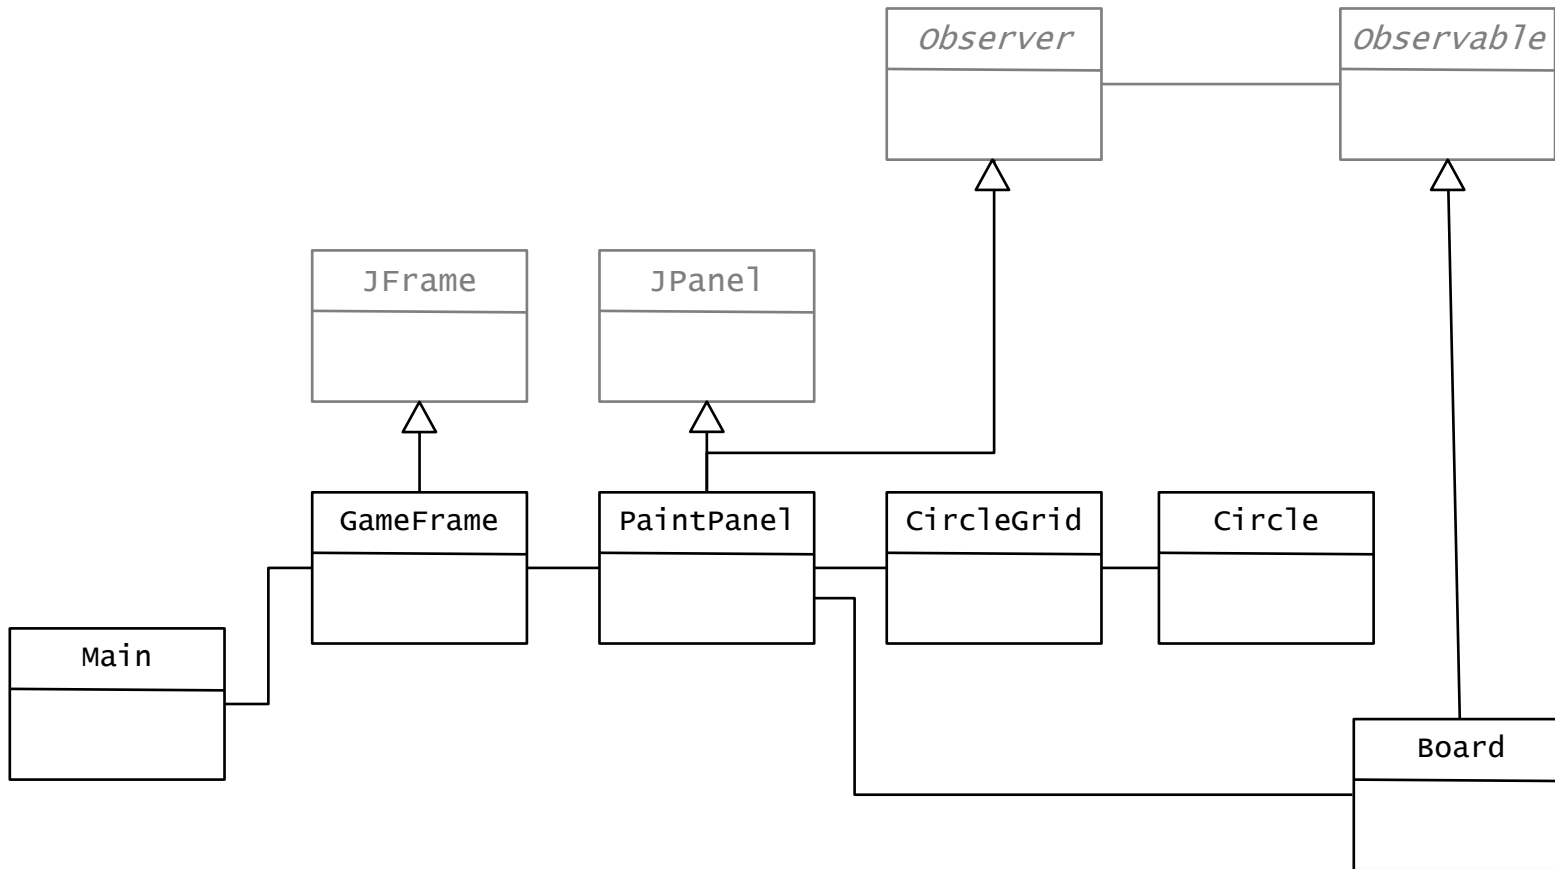 Observer
Observable
JFrame
JPanel
GameFrame
PaintPanel
CircleGrid
Circle
Main
Board